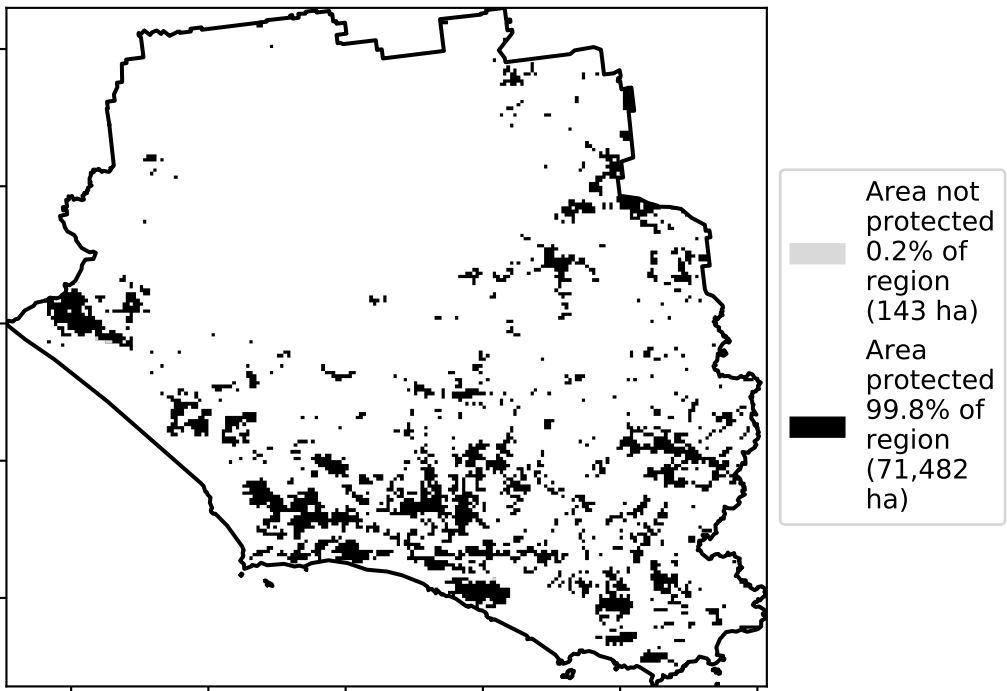 Area not
protected
0.2% of
region
(143 ha)
Area
protected
99.8% of
region
(71,482
ha)